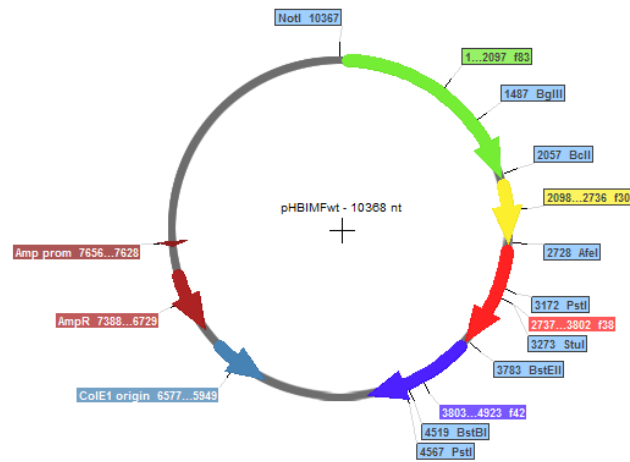 NotI 10367
1...2097 f83
1487 BglII
2057 BclI
pHBIMFwt - 10368 nt
2098...2736 f30
Amp prom 7656...7628
2728 AfeI
3172 PstI
AmpR 7388...6729
2737...3802 f38
3273 StuI
3783 BstEII
ColE1 origin 6577...5949
3803...4923 f42
4519 BstBI
4567 PstI